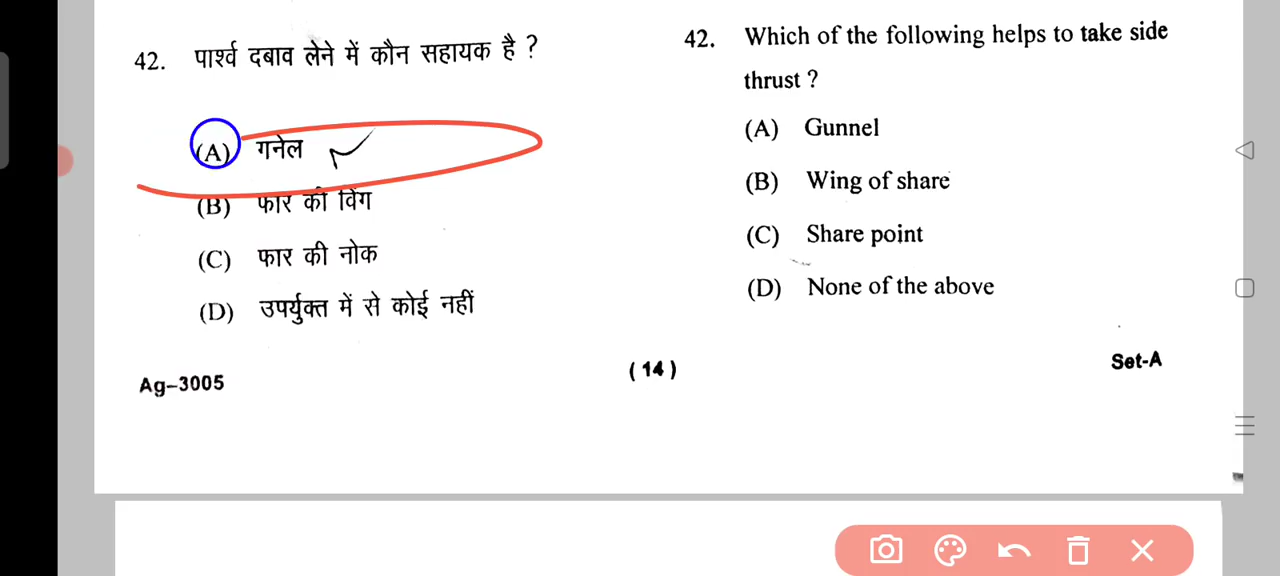 42. पार्श्व दबाव लेने में कौन सहायक है ?
(A) गनेल
(B) फार की विंग
(C) फार की नोक
(D) उपर्युक्त में से कोई नहीं
42. Which of the following helps to take side
thrust ?
(A) Gunnel
(B) Wing of share
(C) Share point
(D) None of the above
Ag–3005
( 14 )
Set-A